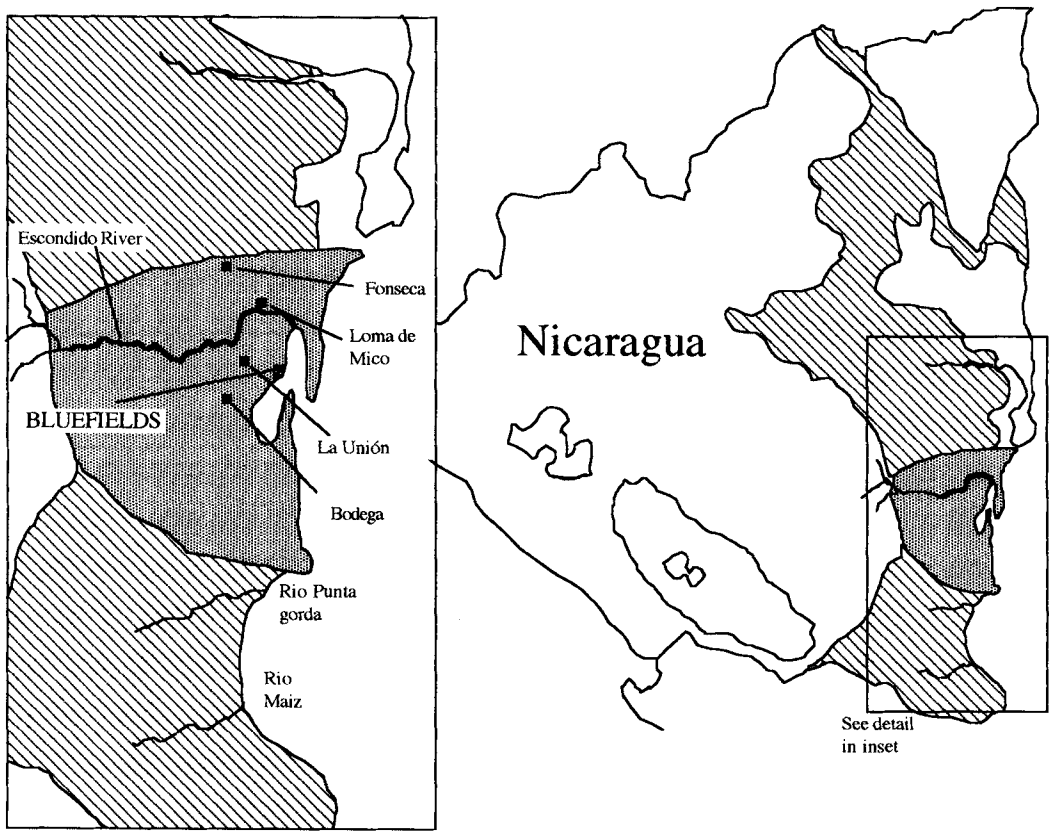 Escondido River
Fonseca
Loma de
Mico
BLUEFIELDS
La Unión
Bodega
Rio Punta
gorda
Rio
Maiz
Nicaragua
See detail
in inset